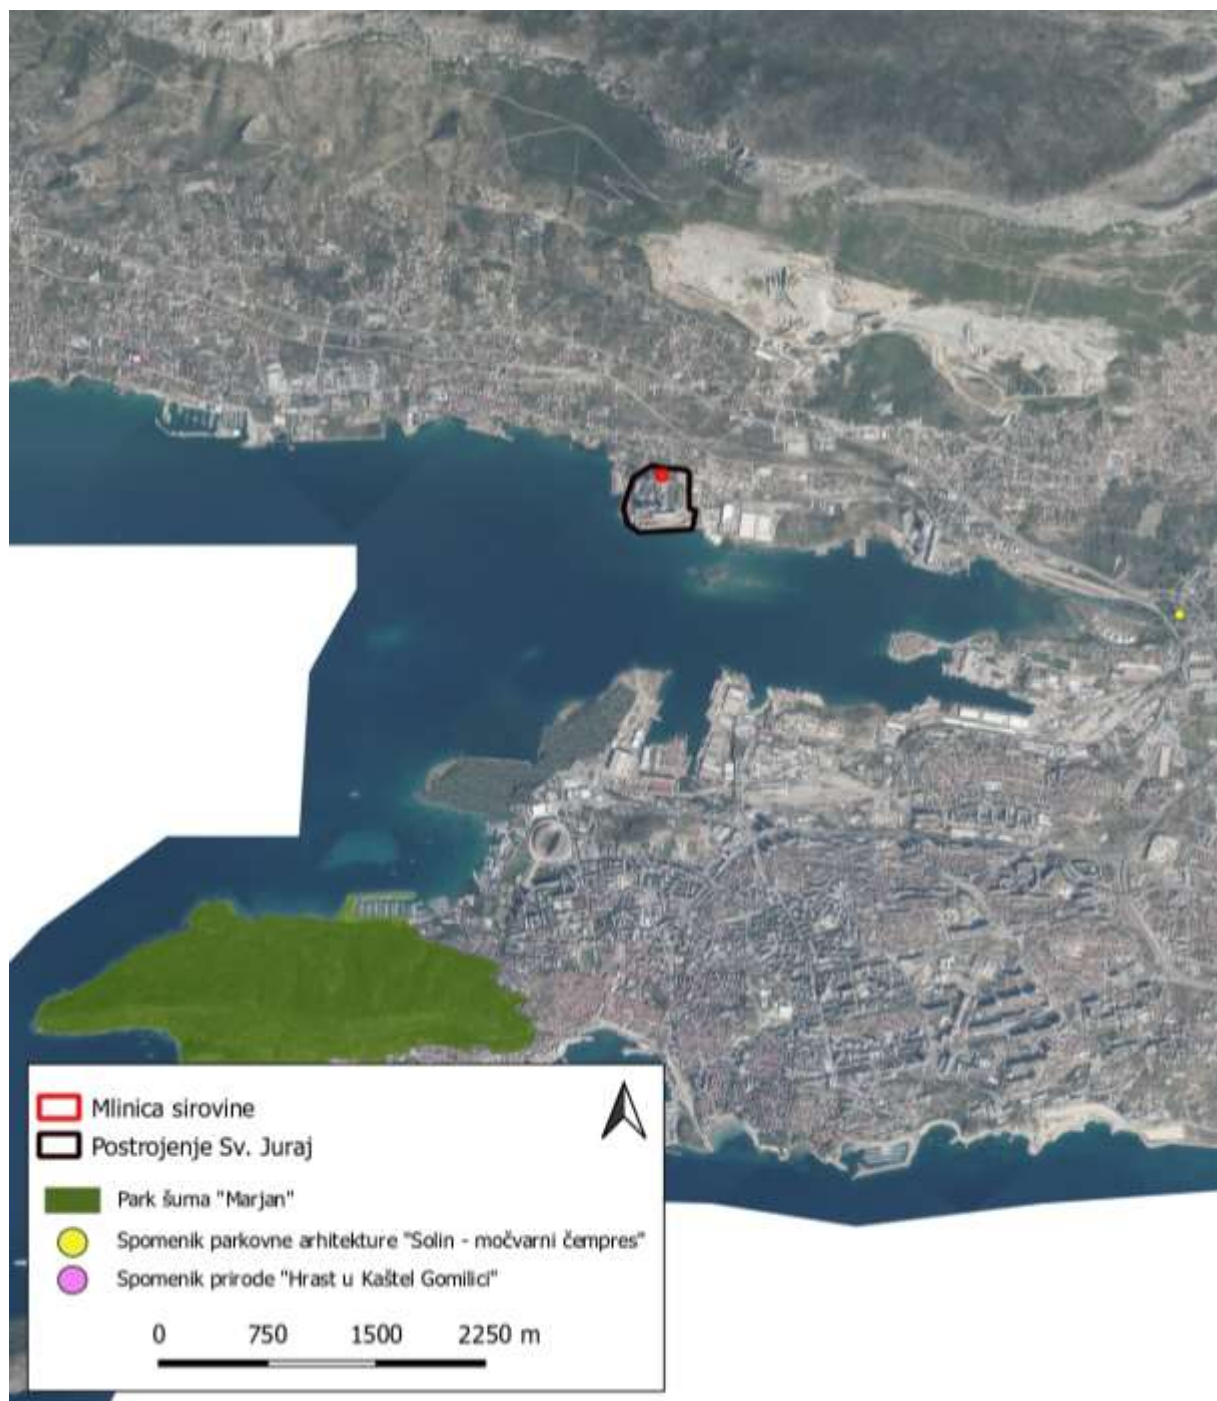 Mlinica sirovine
Postrojenje Sv. Juraj
Park šuma "Marjan"
Spomenik parkovne arhitekture "Solin - močvarni čempres"
Spomenik prirode "Hrast u Kaštel Gomilici"
0 750 1500 2250 m